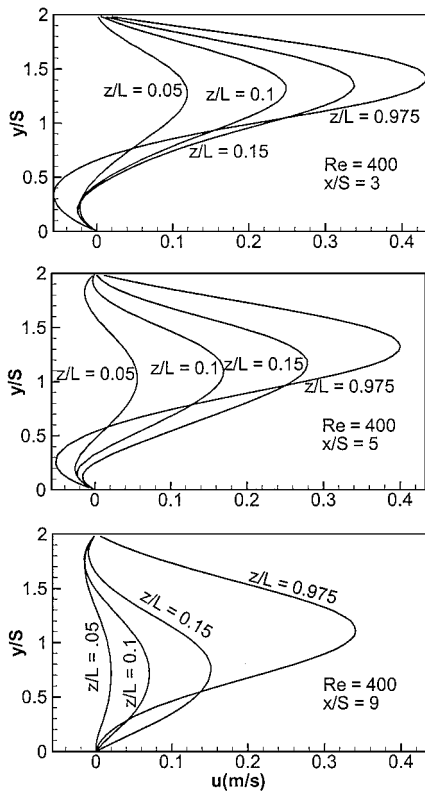 2
1.5
y/S
1
0.5
0
z/L = 0.05
z/L = 0.1
z/L = 0.975
z/L = 0.15
Re = 400
x/S = 3
0
0.1
0.2
0.3
0.4
2
1.5
y/S
1
0.5
0
z/L = 0.05
z/L = 0.1
z/L = 0.15
z/L = 0.975
Re = 400
x/S = 5
0
0.1
0.2
0.3
0.4
2
1.5
y/S
1
0.5
0
z/L = .05
z/L = 0.1
z/L = 0.15
z/L = 0.975
Re = 400
x/S = 9
0
0.1
0.2
0.3
0.4
u(m/s)